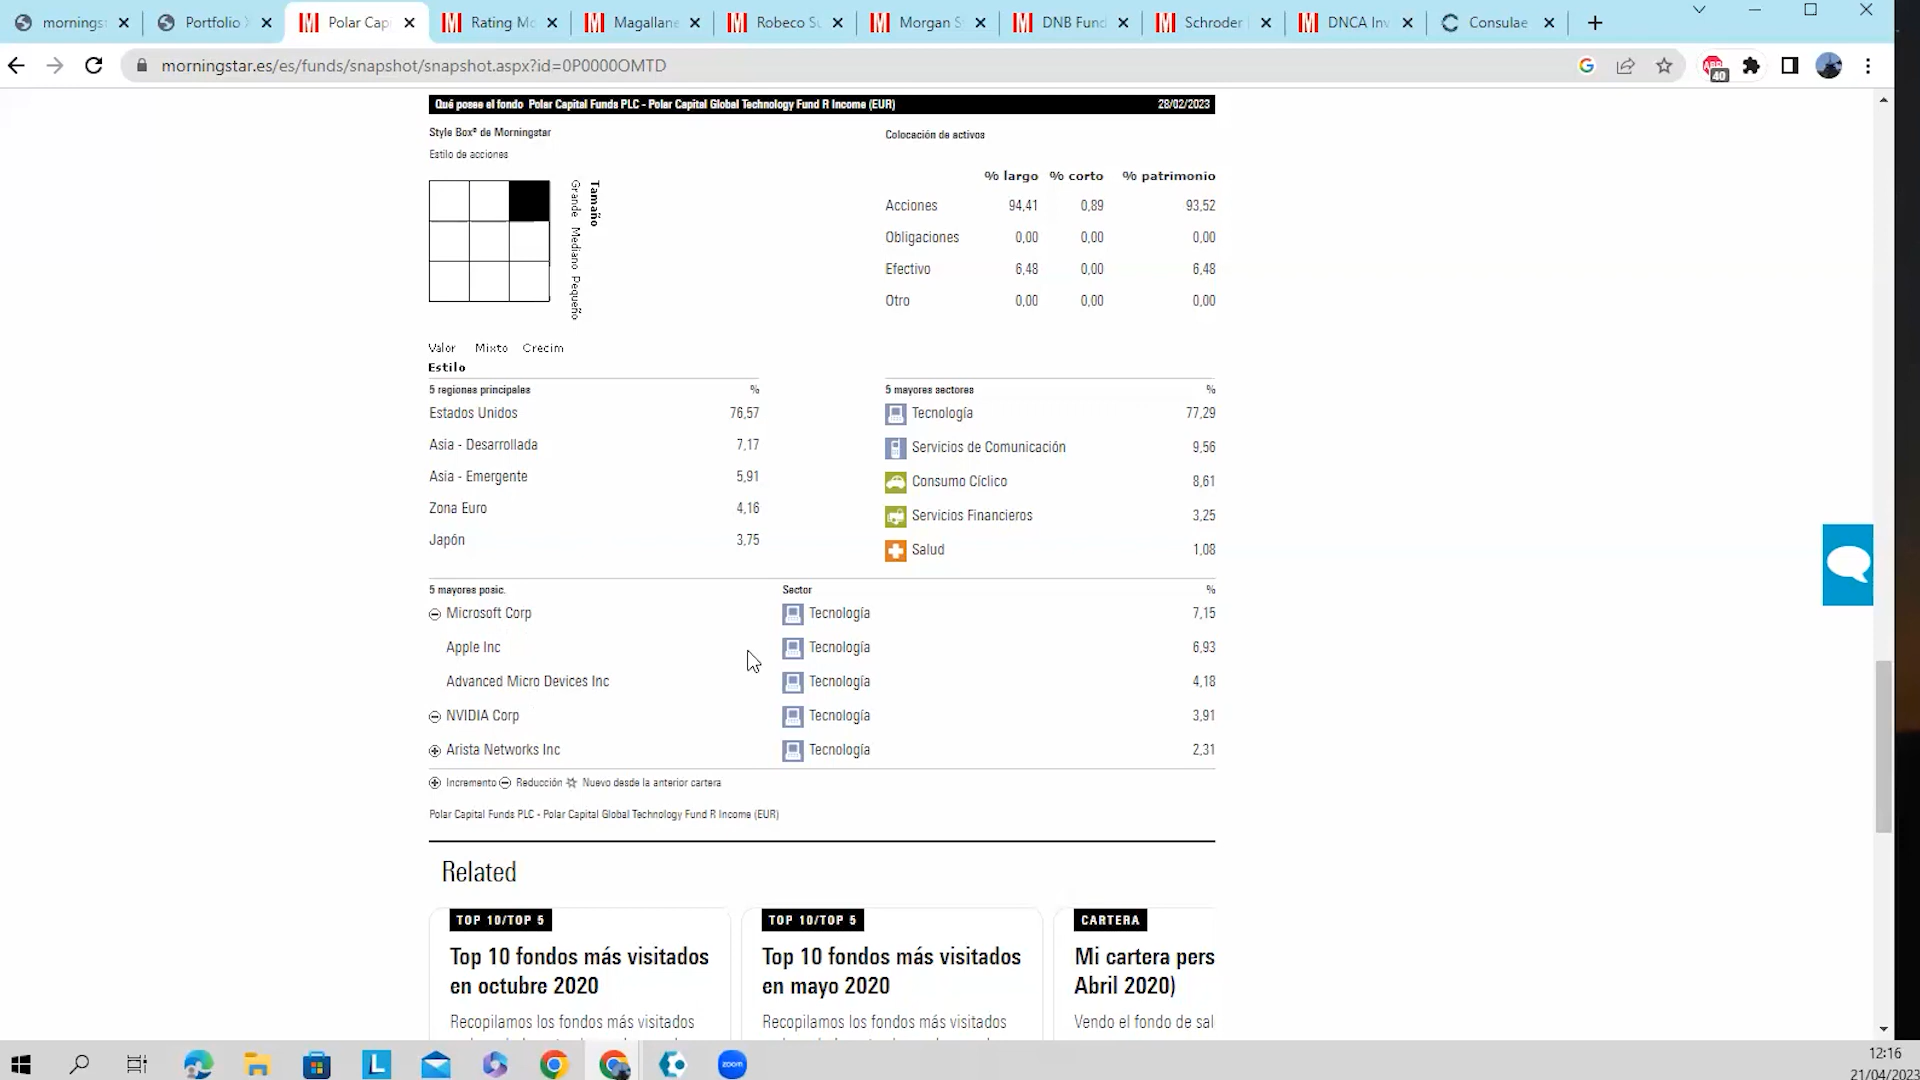 mornings
Portfolio
Polar Cap
Rating Mo
Magallane
Robeco Su
Morgan S
DNB Fund
Schroder
DNCA Inv
Consulae
morningstar.es/es/funds/snapshot/snapshot.aspx?id=0P0000OMTD
40
Qué posee el fondo Polar Capital Funds PLC - Polar Capital Global Technology Fund R Income (EUR) 28/02/2023
Style Box® de Morningstar
Colocación de activos
Estilo de acciones
Tamaño
Grande Mediano Pequeño
% largo % corto % patrimonio
Acciones 94,41 0,89 93,52
Obligaciones 0,00 0,00 0,00
Efectivo 6,48 0,00 6,48
Otro 0,00 0,00 0,00
Valor Mixto Crecim
Estilo
5 regiones principales %
Estados Unidos 76,57
Asia - Desarrollada 7,17
Asia - Emergente 5,91
Zona Euro 4,16
Japón 3,75
5 mayores sectores %
Tecnología 77,29
Servicios de Comunicación 9,56
Consumo Cíclico 8,61
Servicios Financieros 3,25
Salud 1,08
5 mayores posic. Sector %
Microsoft Corp Tecnología 7,15
Apple Inc Tecnología 6,93
Advanced Micro Devices Inc Tecnología 4,18
NVIDIA Corp Tecnología 3,91
Arista Networks Inc Tecnología 2,31
Incremento Reducción Nuevo desde la anterior cartera
Polar Capital Funds PLC - Polar Capital Global Technology Fund R Income (EUR)
Related
TOP 10/TOP 5
Top 10 fondos más visitados
en octubre 2020
Recopilamos los fondos más visitados
TOP 10/TOP 5
Top 10 fondos más visitados
en mayo 2020
Recopilamos los fondos más visitados
CARTERA
Mi cartera pers
Abril 2020)
Vendo el fondo de sal
L
zoom
12:16
21/04/2023